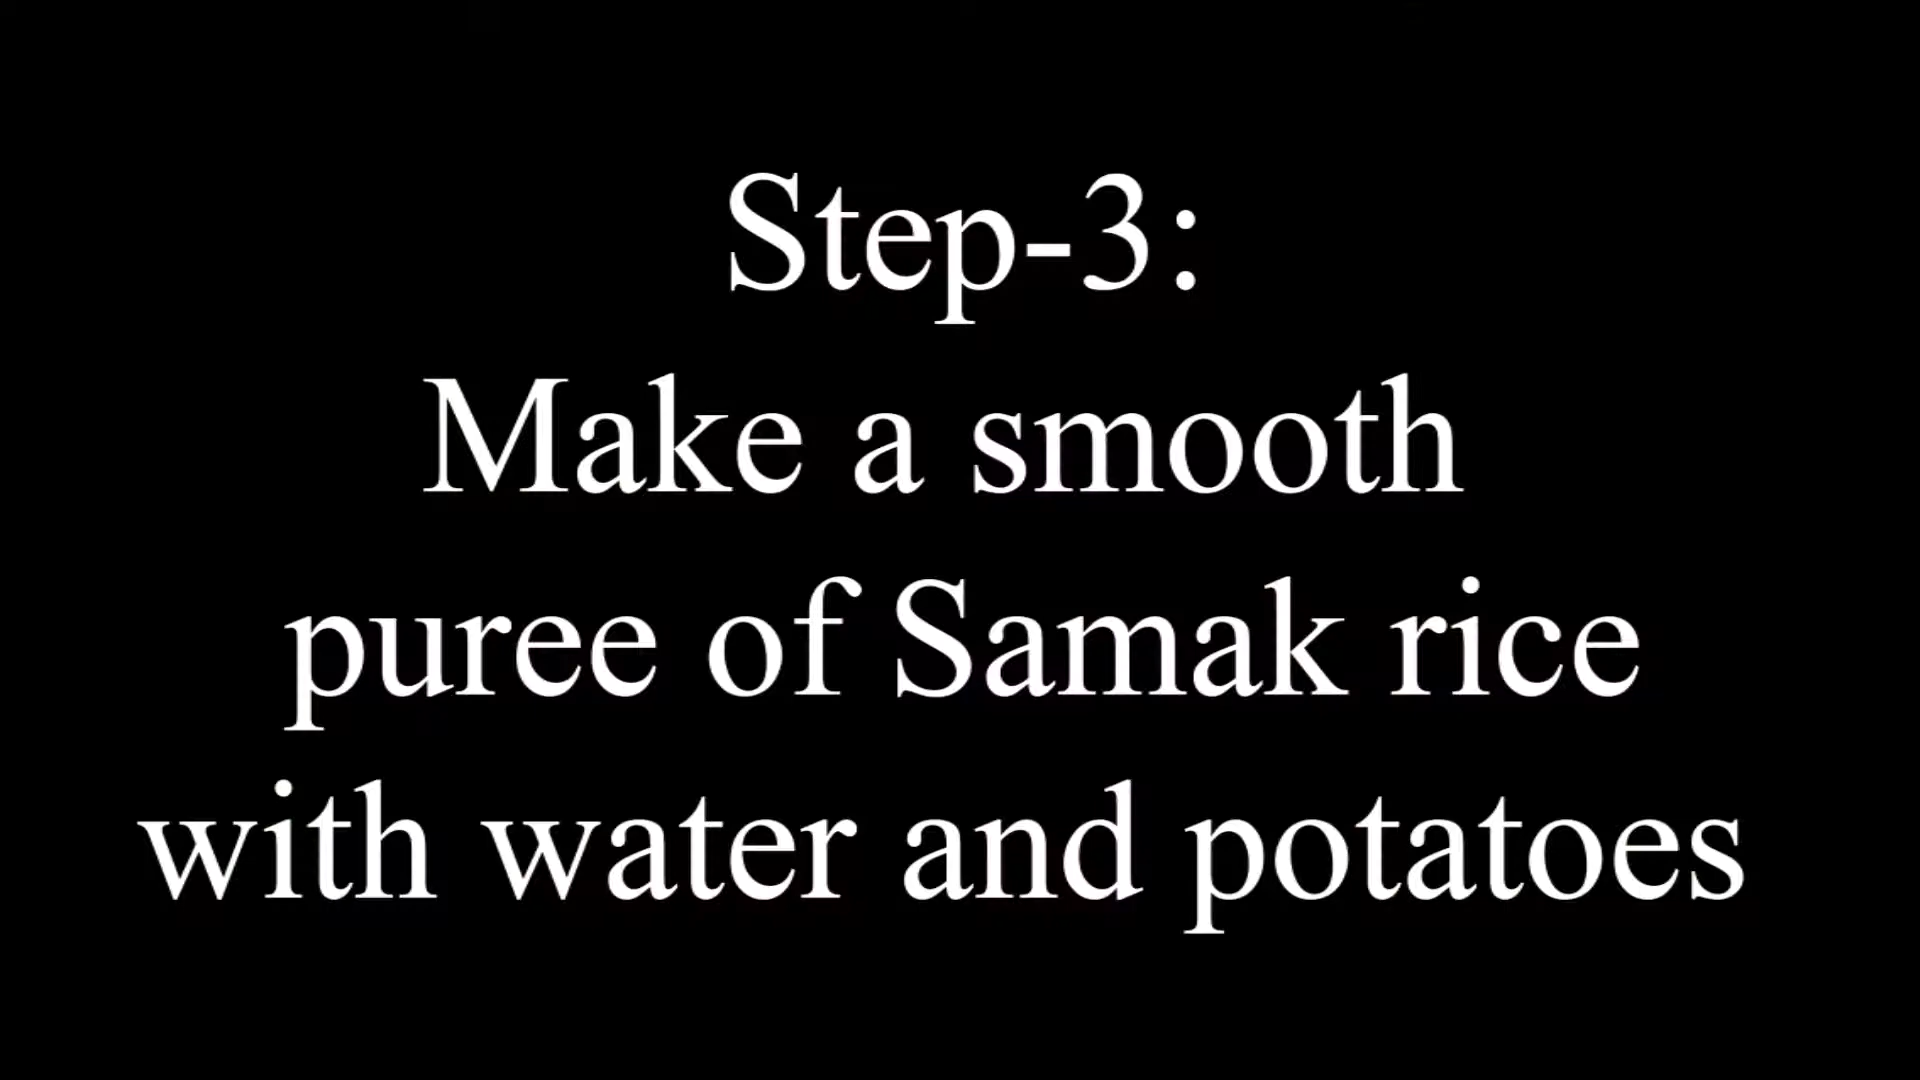 Step-3:
Make a smooth
puree of Samak rice
with water and potatoes